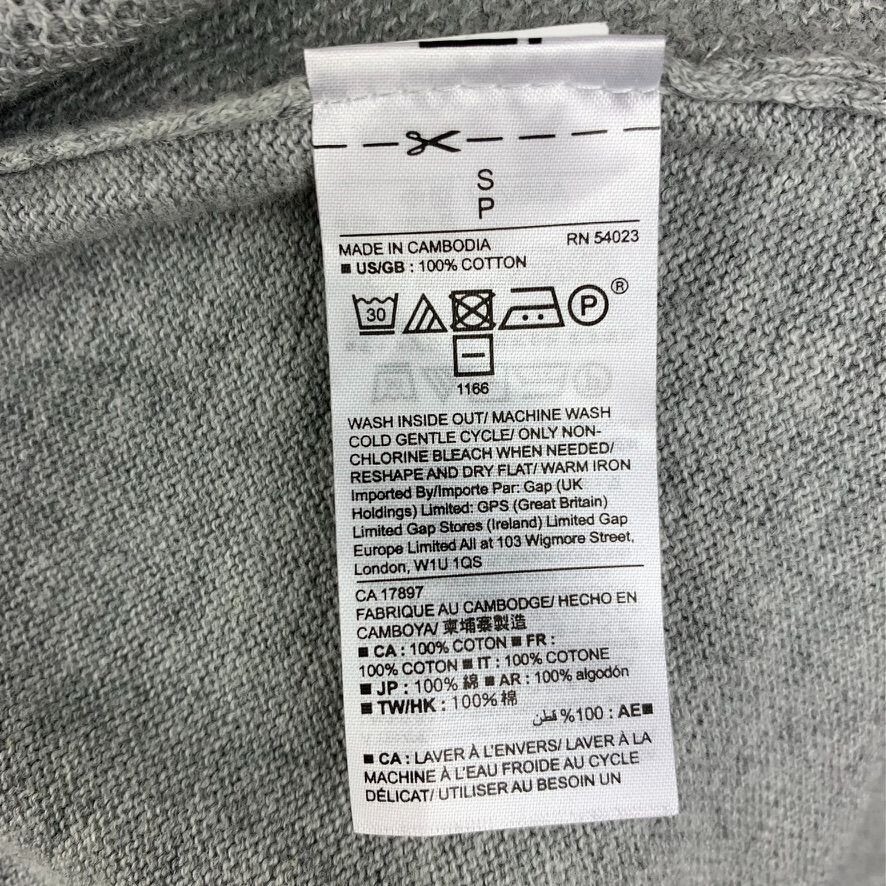 S
P
MADE IN CAMBODIA RN 54023
■ US/GB : 100% COTTON
30 P ®
1166
WASH INSIDE OUT/ MACHINE WASH
COLD GENTLE CYCLE/ ONLY NON-
CHLORINE BLEACH WHEN NEEDED/
RESHAPE AND DRY FLAT/ WARM IRON
Imported By/Importe Par: Gap (UK
Holdings) Limited: GPS (Great Britain)
Limited Gap Stores (Ireland) Limited Gap
Europe Limited All at 103 Wigmore Street,
London, W1U 1QS
CA 17897
FABRIQUE AU CAMBODGE/ HECHO EN
CAMBOYA/ 柬埔寨製造
■ CA : 100% COTON ■ FR :
100% COTON ■ IT : 100% COTONE
■ JP : 100% 綿 ■ AR : 100% algodón
■ TW/HK : 100% 棉
■AE : 100% قطن
■ CA : LAVER À L'ENVERS/ LAVER À LA
MACHINE À L'EAU FROIDE AU CYCLE
DÉLICAT/ UTILISER AU BESOIN UN